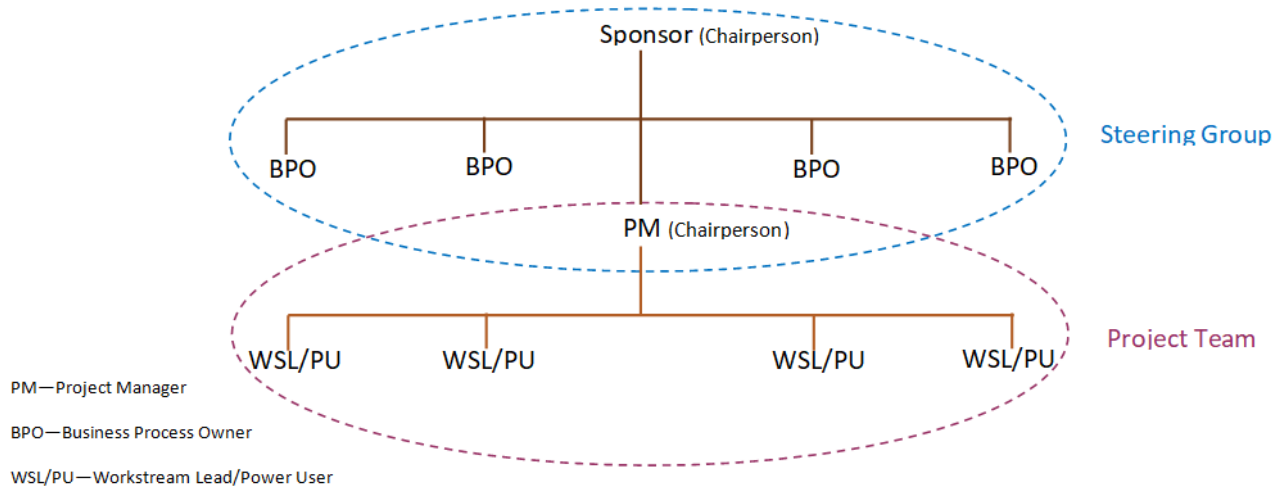 Sponsor (Chairperson)
Steering Group
BPO
BPO
BPO
BPO
PM (Chairperson)
Project Team
WSL/PU
WSL/PU
WSL/PU
WSL/PU
PM—Project Manager
BPO—Business Process Owner
WSL/PU—Workstream Lead/Power User